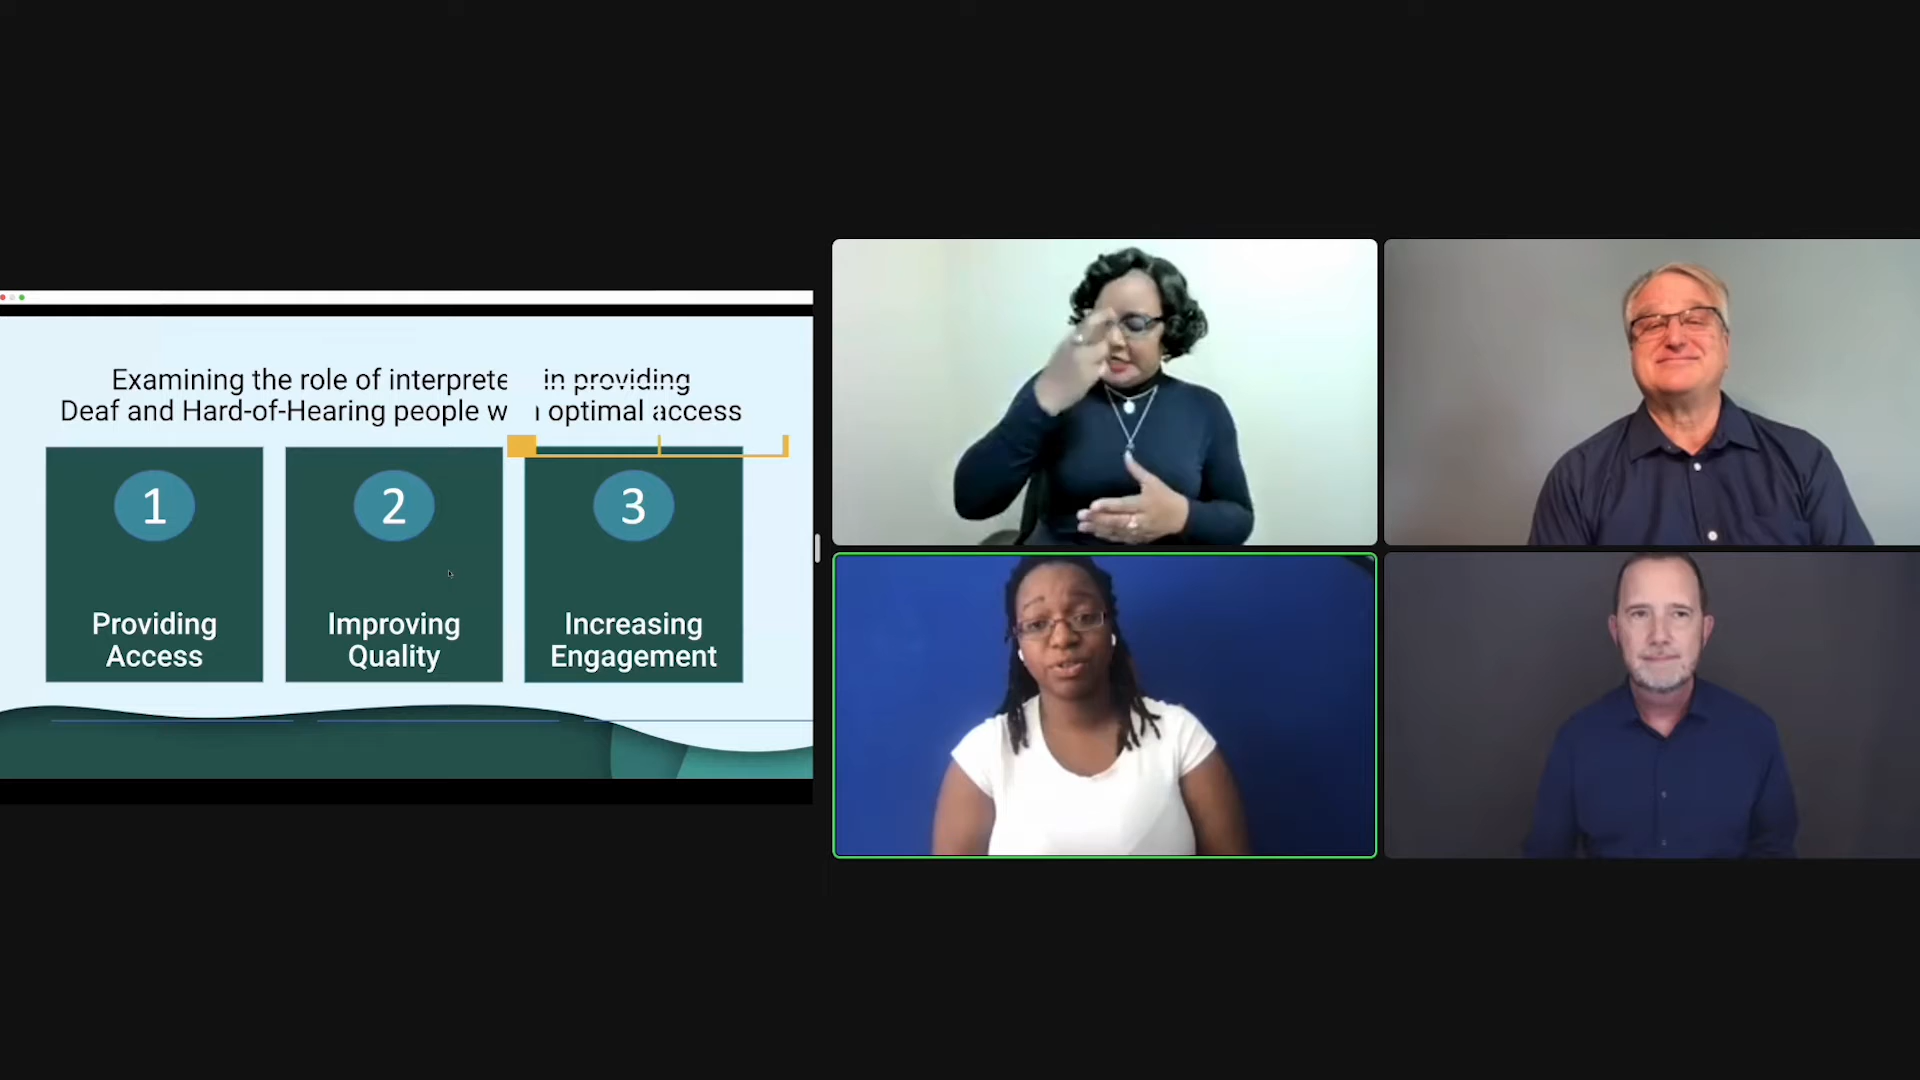 Examining the role of interprete in providing
Deaf and Hard-of-Hearing people w optimal access
1
2
3
Providing
Access
Improving
Quality
Increasing
Engagement